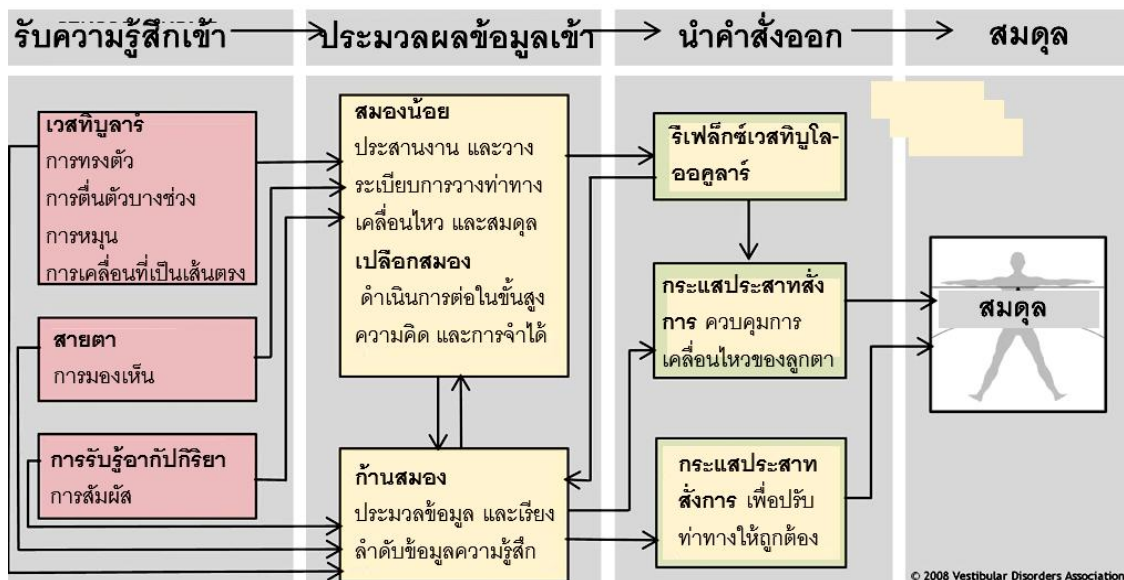 รับความรู้สึกเข้า
ประมวลผลข้อมูลเข้า
นำคำสั่งออก
สมดุล
เวสทิบูลาร์
การทรงตัว
การตื่นตัวบางช่วง
การหมุน
การเคลื่อนที่เป็นเส้นตรง
สายตา
การมองเห็น
การรับรู้อากัปกิริยา
การสัมผัส
สมองน้อย
ประสานงาน และวาง
ระเบียบการวางท่าทาง
เคลื่อนไหว และสมดุล
เปลือกสมอง
ดำเนินการต่อในขั้นสูง
ความคิด และการจำได้
ก้านสมอง
ประมวลข้อมูล และเรียง
ลำดับข้อมูลความรู้สึก
รีเฟล็กซ์เวสทิบูโล-
ออคูลาร์
กระแสประสาทสั่ง
การ ควบคุมการ
เคลื่อนไหวของลูกตา
กระแสประสาท
สั่งการ เพื่อปรับ
ท่าทางให้ถูกต้อง
สมดุล
© 2008 Vestibular Disorders Association